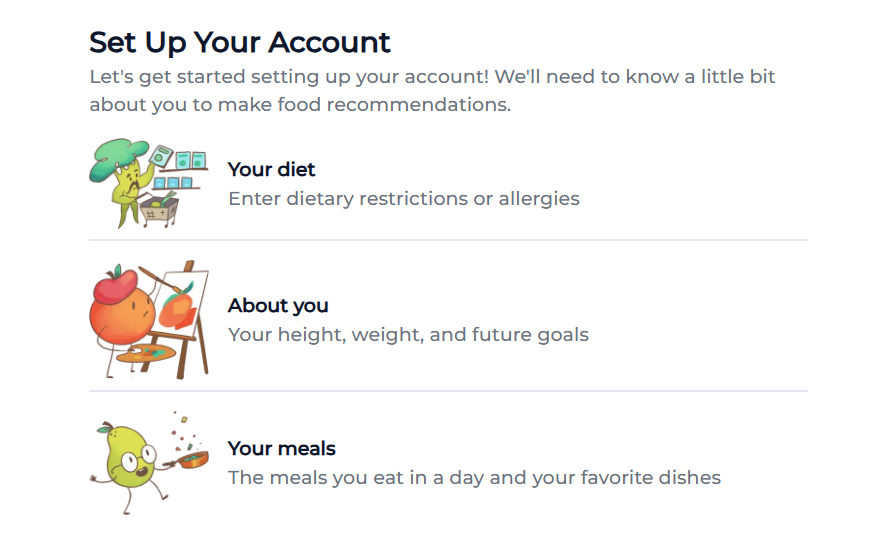 Set Up Your Account
Let's get started setting up your account! We'll need to know a little bit
about you to make food recommendations.
Your diet
Enter dietary restrictions or allergies
About you
Your height, weight, and future goals
Your meals
The meals you eat in a day and your favorite dishes